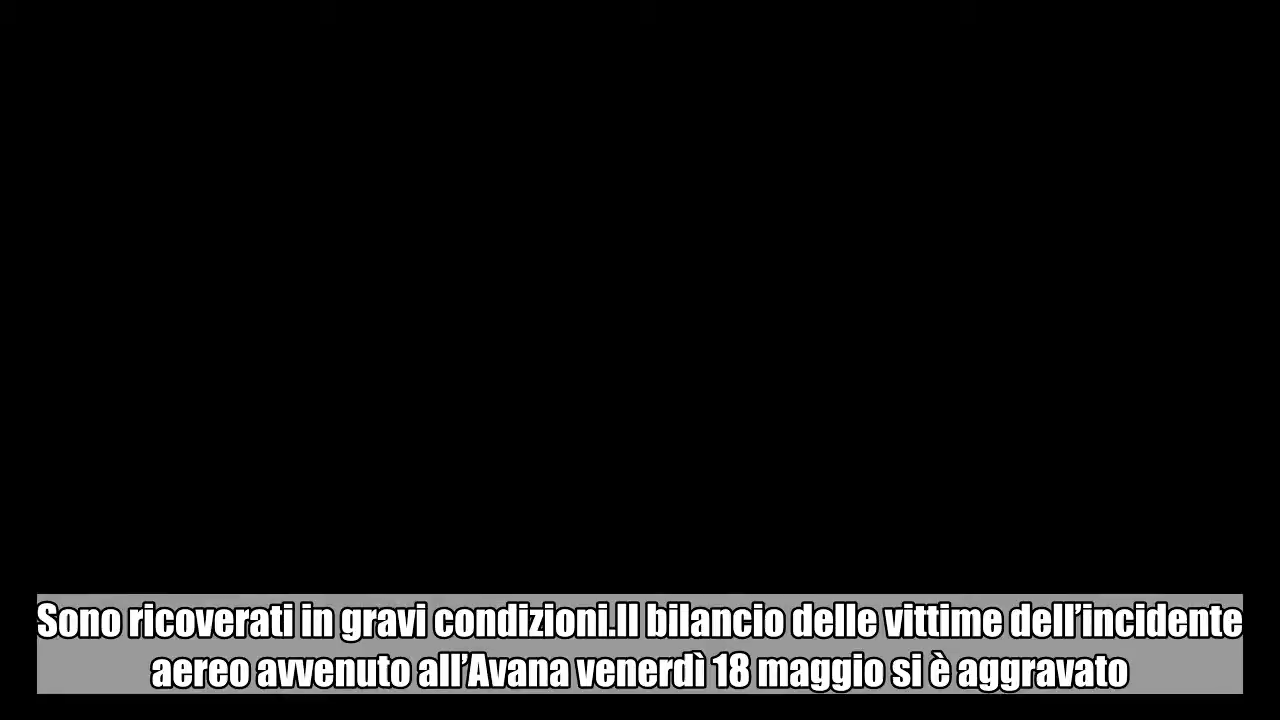 Sono ricoverati in gravi condizioni.Il bilancio delle vittime dell’incidente
aereo avvenuto all’Avana venerdì 18 maggio si è aggravato